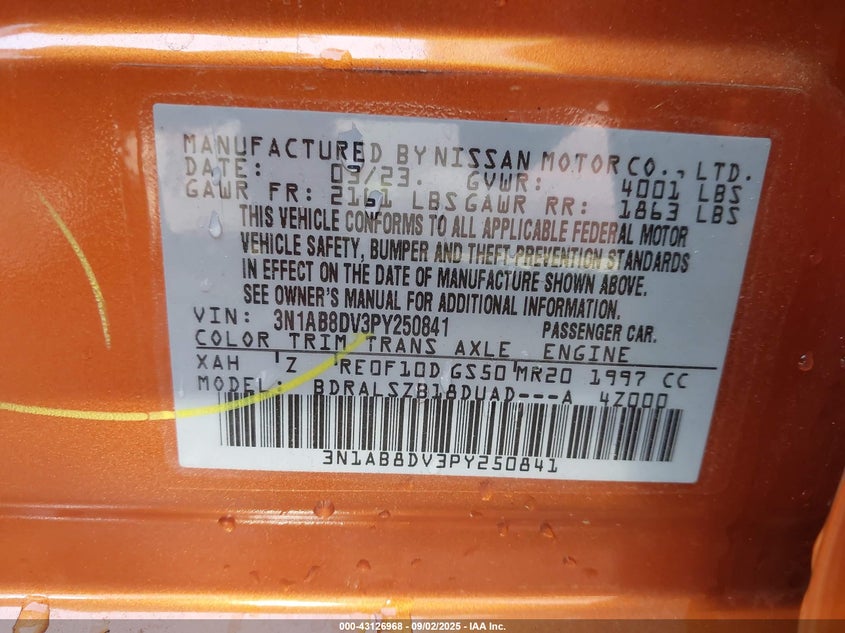 MANUFACTURED BY NISSAN MOTOR CO., LTD.
DATE: 03/23. GVWR: 4001 LBS
GAWR FR: 2161 LBS GAWR RR: 1863 LBS
THIS VEHICLE CONFORMS TO ALL APPLICABLE FEDERAL MOTOR
VEHICLE SAFETY, BUMPER AND THEFT PREVENTION STANDARDS
IN EFFECT ON THE DATE OF MANUFACTURE SHOWN ABOVE.
SEE OWNER'S MANUAL FOR ADDITIONAL INFORMATION.
VIN: 3N1AB8DV3PY250841 PASSENGER CAR.
COLOR TRIM TRANS AXLE ENGINE
XAH Z RE0F10D GS50 MR20 1997 CC
MODEL: BDRALSZB18DUAD---A 4Z000
3N1AB8DV3PY250841
000-43126968 - 09/02/2025 - IAA Inc.